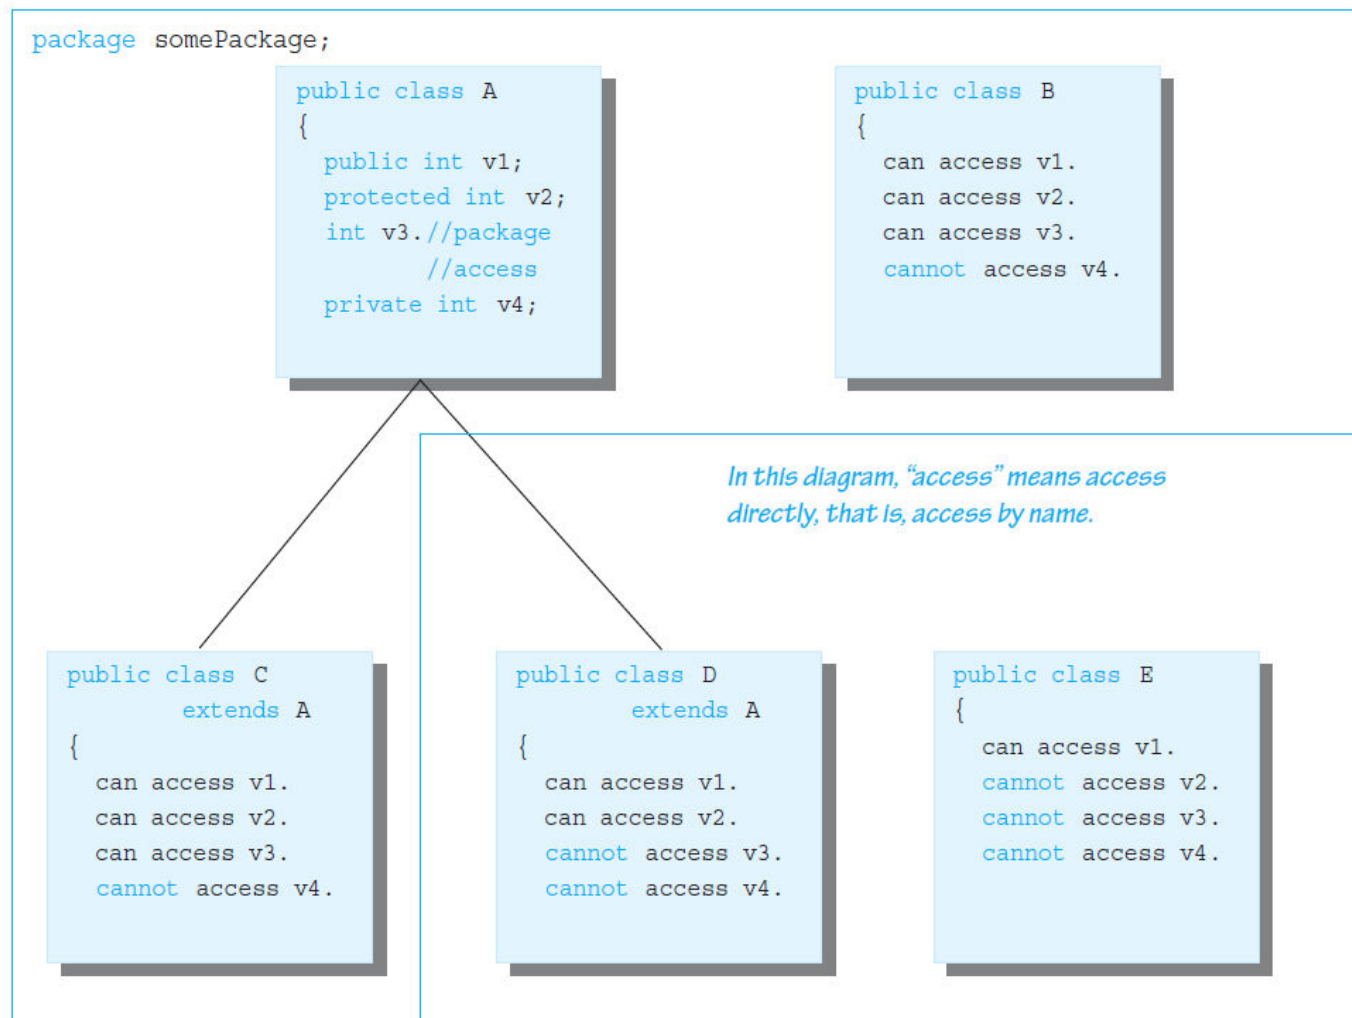 package somePackage;
public class A
{
public int v1;
protected int v2;
int v3.//package
//access
private int v4;
public class B
{
can access v1.
can access v2.
can access v3.
cannot access v4.
In this diagram, “access” means access
directly, that is, access by name.
public class C
extends A
{
can access v1.
can access v2.
can access v3.
cannot access v4.
public class D
extends A
{
can access v1.
can access v2.
cannot access v3.
cannot access v4.
public class E
{
can access v1.
cannot access v2.
cannot access v3.
cannot access v4.